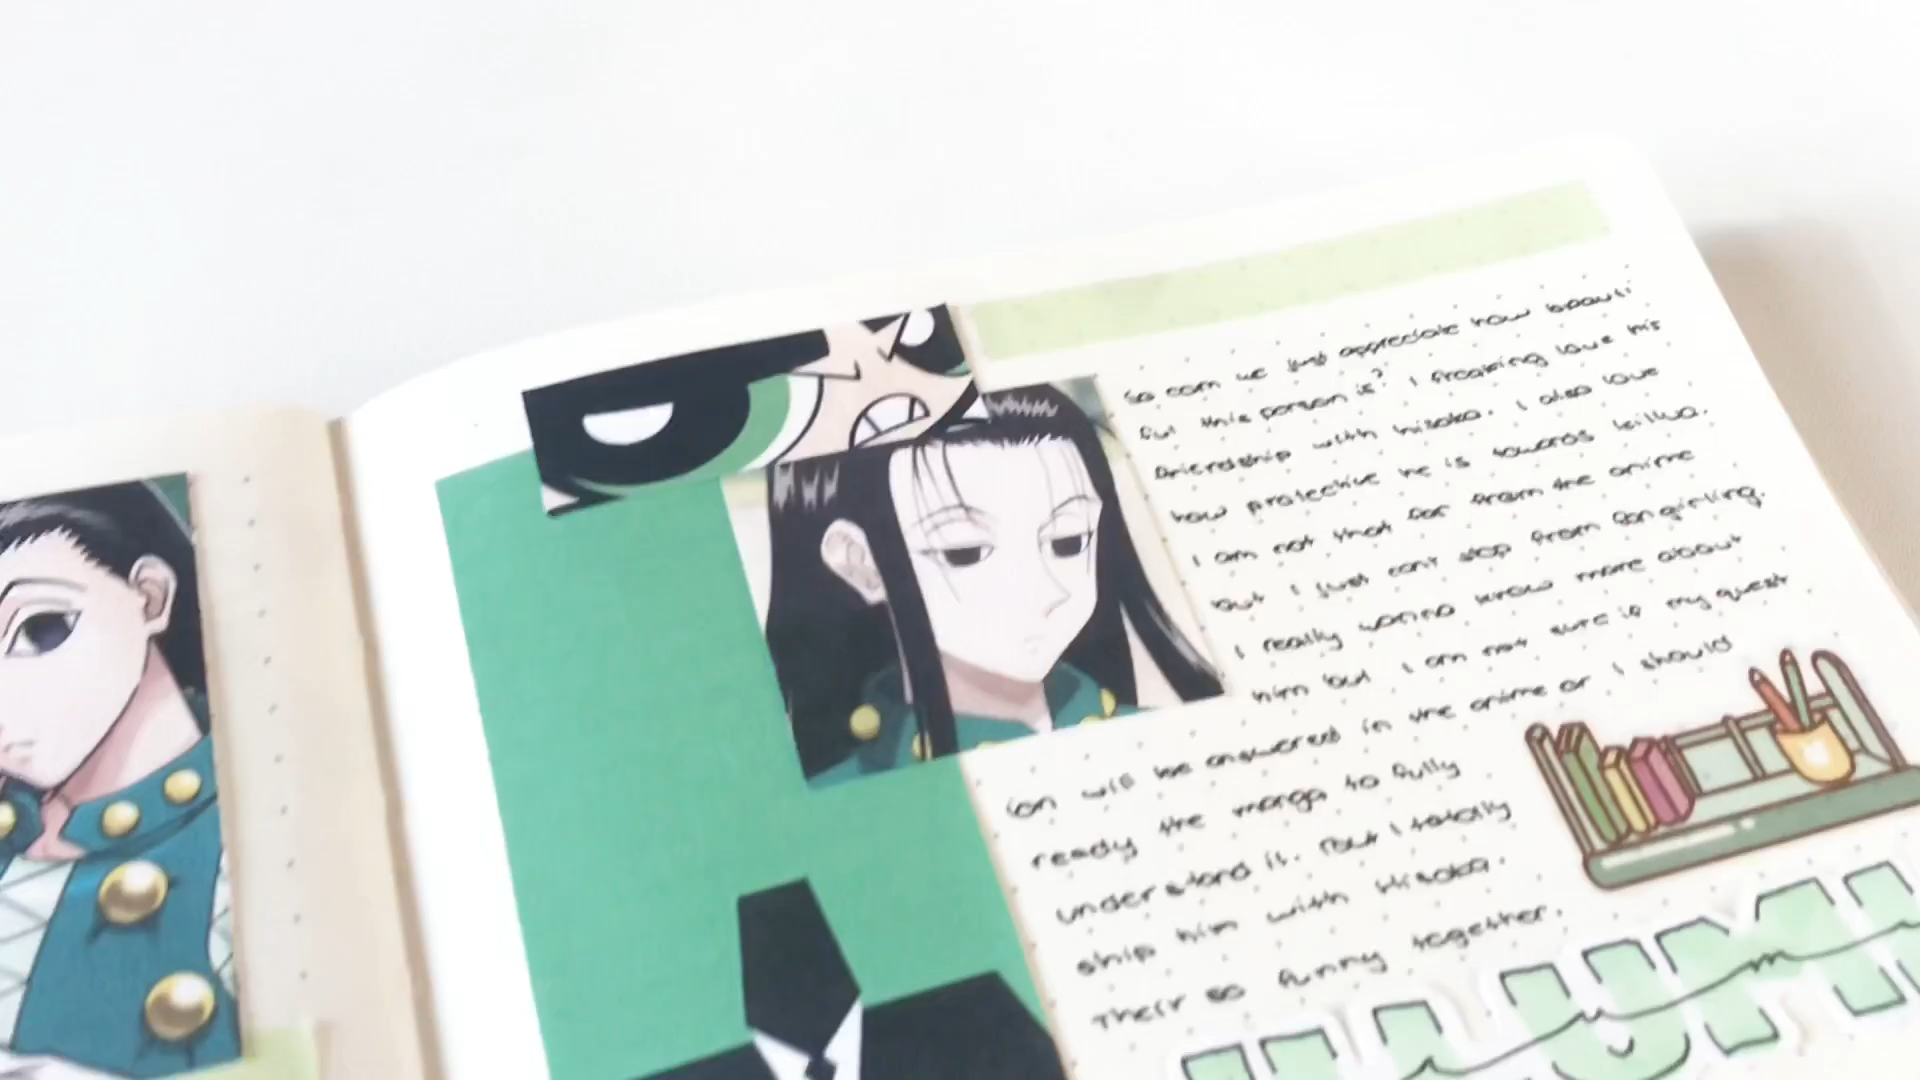 So can we just appreciate how beauti
ful this person is? I freaking love his
friendship with hisoka. I also love
how protective he is towards killua.
I am not that far from the anime
but I just can't stop from fangirling.
I really wanna know more about
him but I am not sure if my quest
ion will be answered in the anime or I should
ready the manga to fully
understand it. But I totally
ship him with Hisoka.
Their so funny together.
ILLUMI